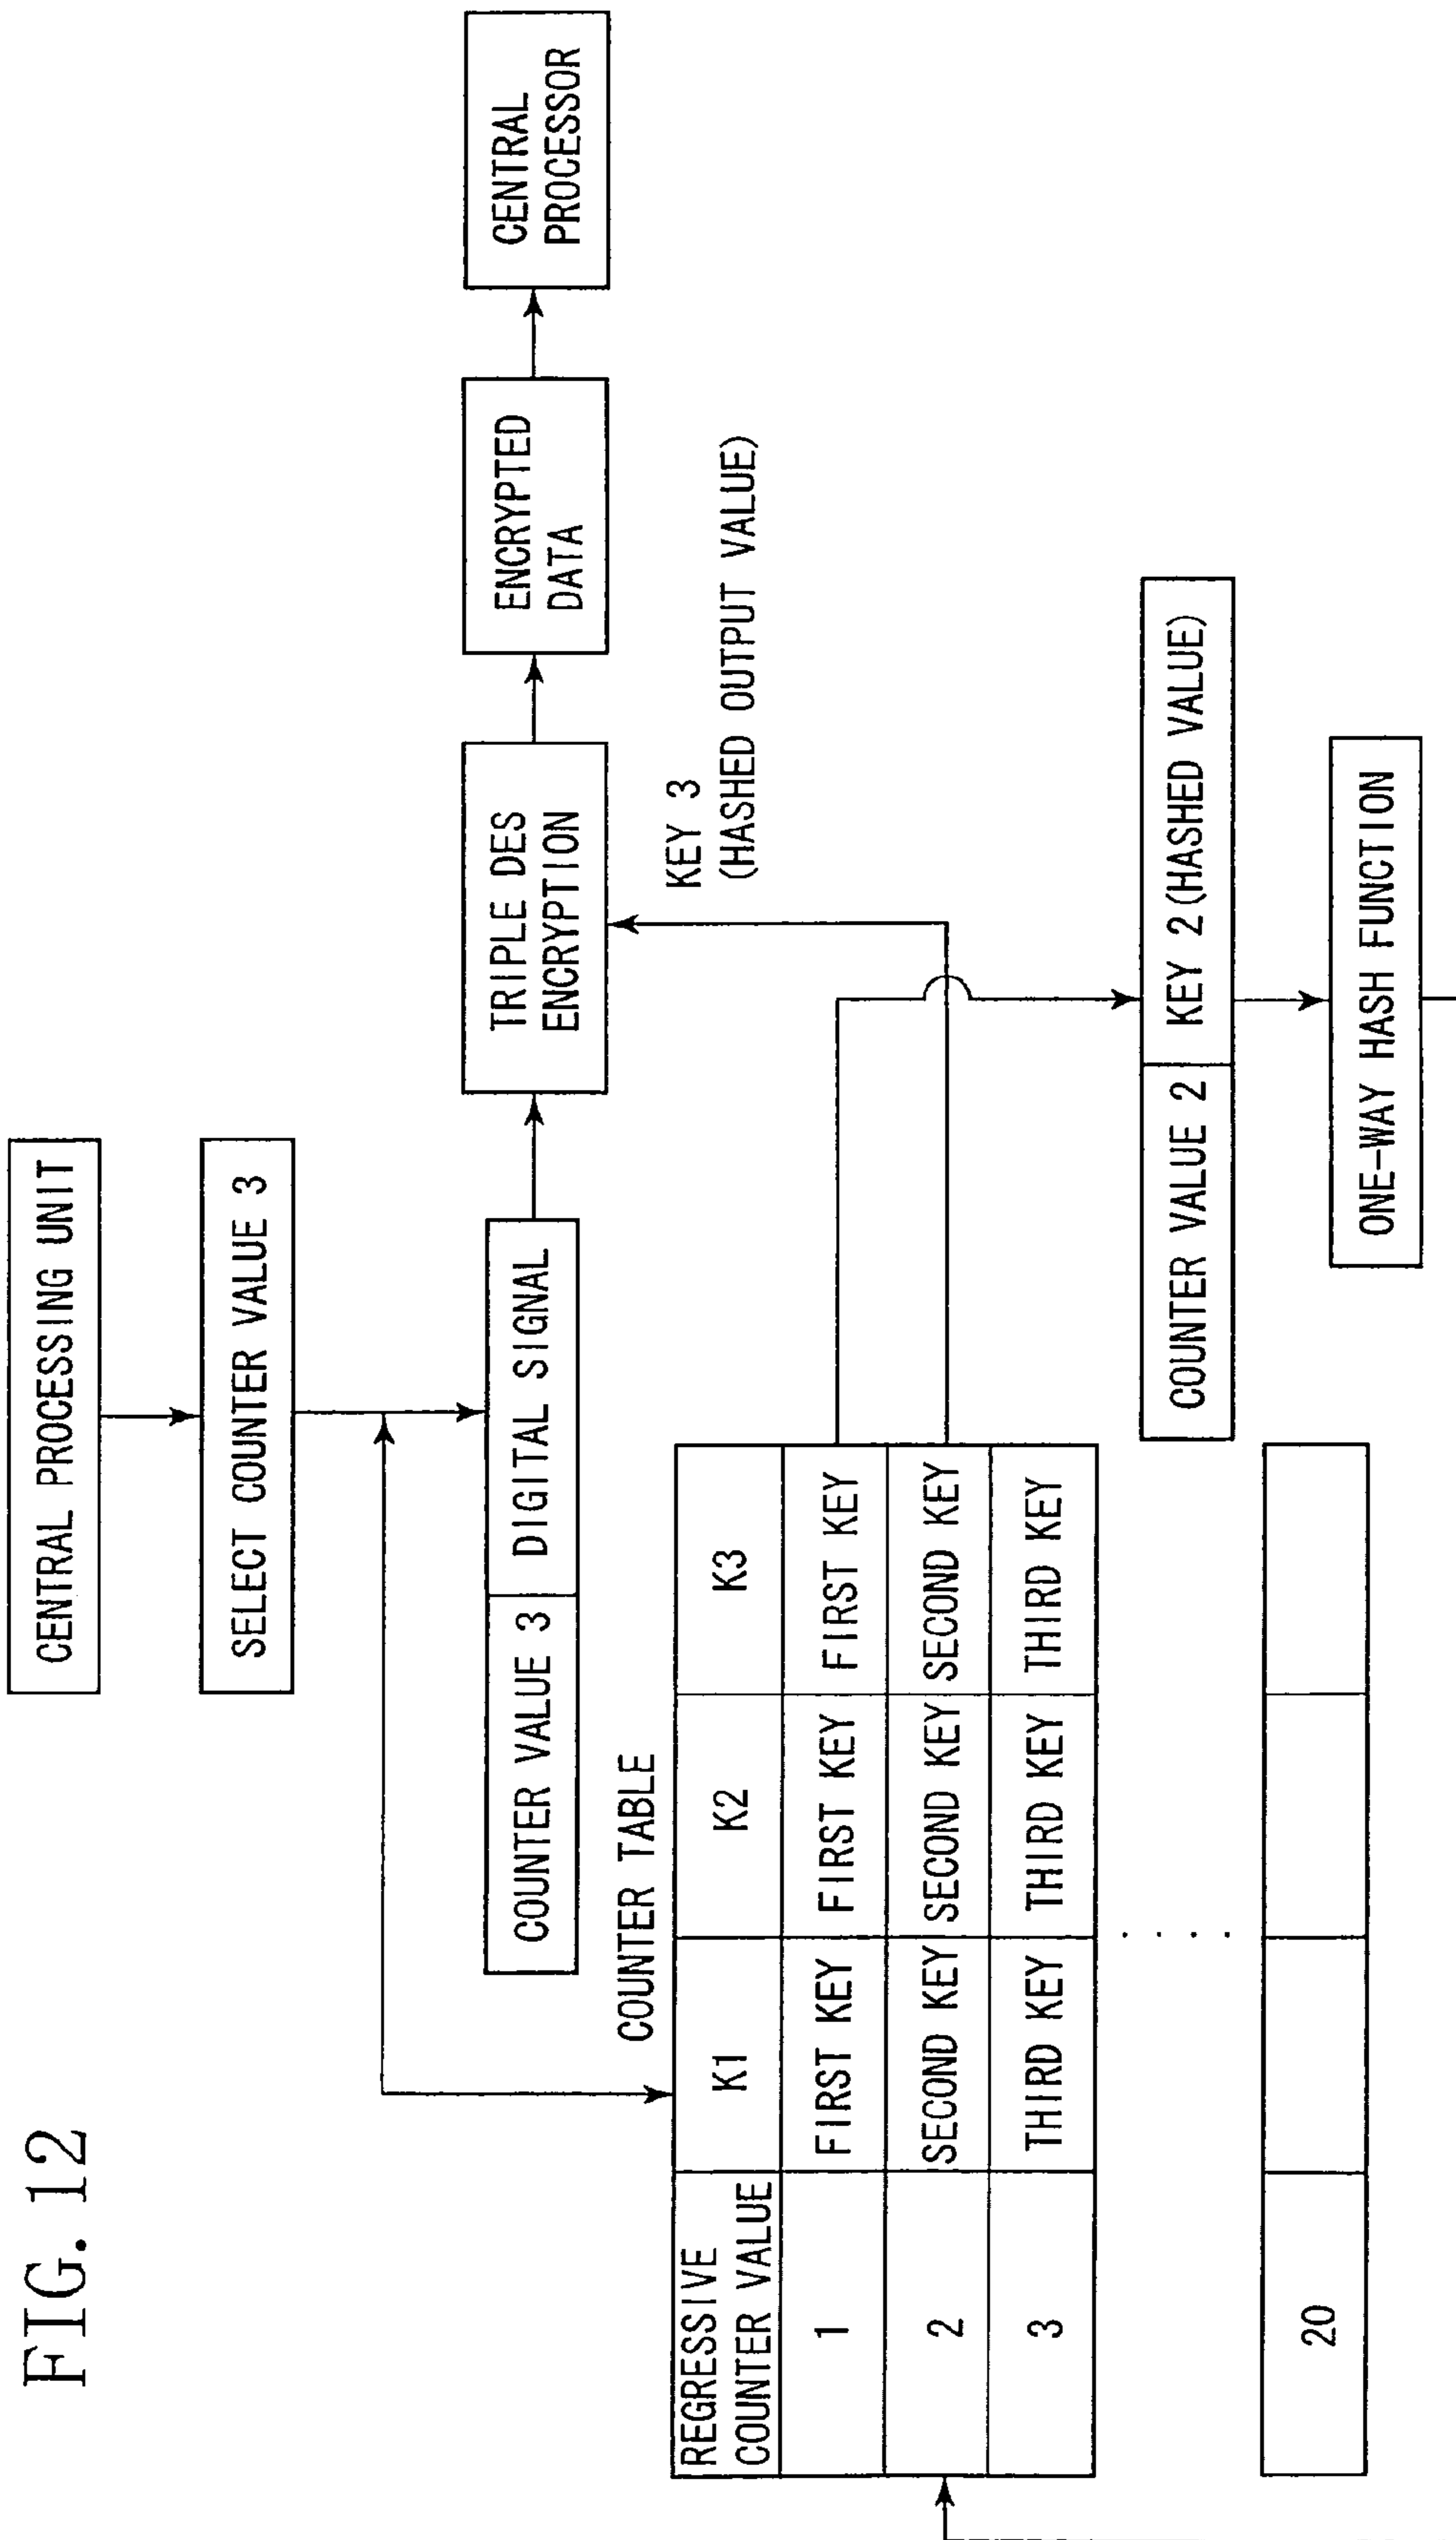 FIG. 12
CENTRAL PROCESSING UNIT
SELECT COUNTER VALUE 3
COUNTER VALUE 3 DIGITAL SIGNAL
TRIPLE DES
ENCRYPTION
ENCRYPTED
DATA
CENTRAL
PROCESSOR
KEY 3
(HASHED OUTPUT VALUE)
COUNTER TABLE
REGRESSIVE
COUNTER VALUE
K1 K2 K3
1 FIRST KEY FIRST KEY FIRST KEY
2 SECOND KEY SECOND KEY SECOND KEY
3 THIRD KEY THIRD KEY THIRD KEY
. . . .
20
COUNTER VALUE 2 KEY 2(HASHED VALUE)
ONE-WAY HASH FUNCTION